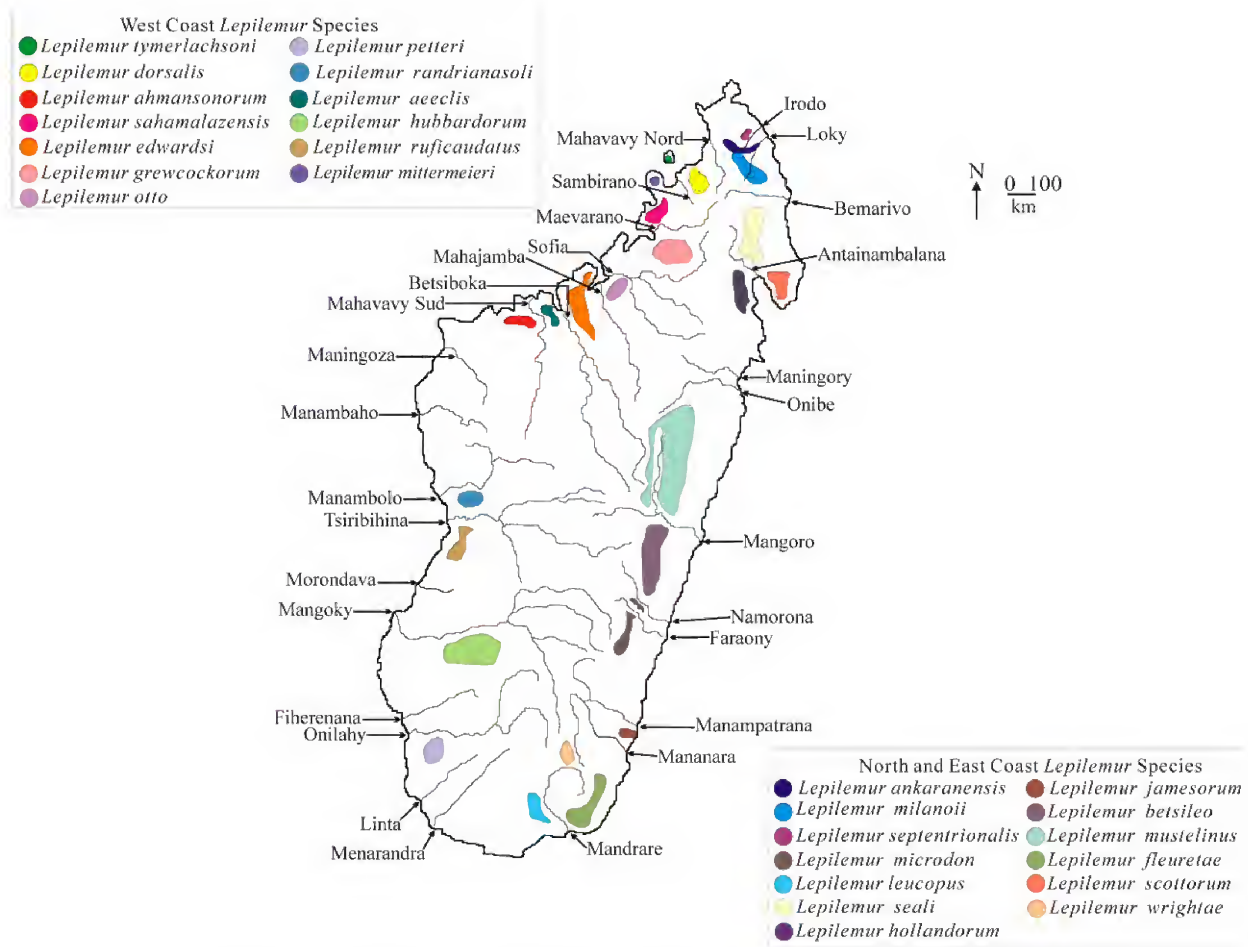 West Coast Lepilemur Species
Lepilemur tymerlachsoni
Lepilemur dorsalis
Lepilemur ahmansonorum
Lepilemur sahamalazensis
Lepilemur edwardsi
Lepilemur grewcockorum
Lepilemur otto
Lepilemur petteri
Lepilemur randrianasoli
Lepilemur aeeclis
Lepilemur hubbardorum
Lepilemur ruficaudatus
Lepilemur mittermeieri
Irodo
Loky
Mahavavy Nord
Sambirano
Bemarivo
Maevarano
Sofia
Antainambalana
Mahajamba
Betsiboka
Mahavavy Sud
Maningoza
Maningory
Onibe
Manambaho
Manambolo
Tsiribihina
Mangoro
Morondava
Mangoky
Namorona
Faraony
Fiherenana
Onilahy
Manampatrana
Mananara
Linta
Menarandra
Mandrare
N
0 100
km
North and East Coast Lepilemur Species
Lepilemur ankaranensis
Lepilemur milanoii
Lepilemur septentrionalis
Lepilemur microdon
Lepilemur leucopus
Lepilemur seali
Lepilemur hollandorum
Lepilemur jamesorum
Lepilemur betsileo
Lepilemur mustelinus
Lepilemur fleuretae
Lepilemur scottorum
Lepilemur wrightae